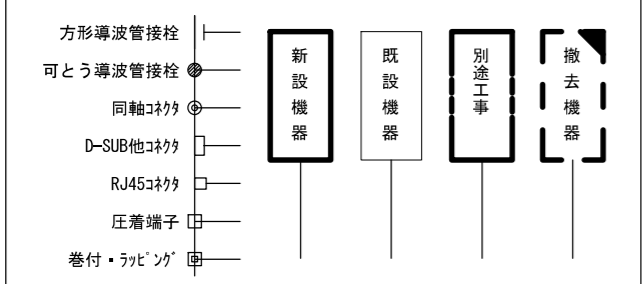 方形導波管接栓
可とう導波管接栓
同軸ｺﾈｸﾀ
D-SUB他ｺﾈｸﾀ
RJ45ｺﾈｸﾀ
圧着端子
巻付・ﾗｯﾋﾟﾝｸﾞ
新設機器
既設機器
別途工事
撤去機器